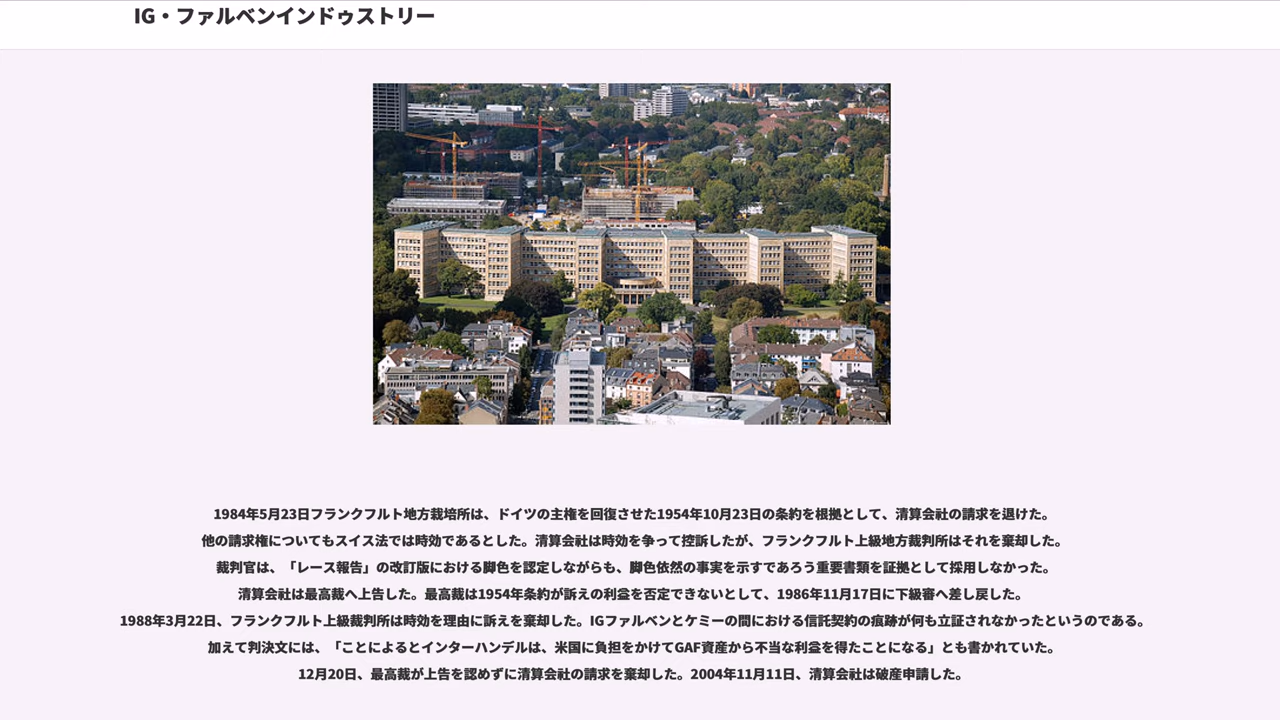 IG・ファルベンインドゥストリー
1984年5月23日フランクフルト地方栽培所は、ドイツの主権を回復させた1954年10月23日の条約を根拠として、清算会社の請求を退けた。
他の請求権についてもスイス法では時効であるとした。清算会社は時効を争って控訴したが、フランクフルト上級地方裁判所はそれを棄却した。
裁判官は、「レース報告」の改訂版における脚色を認定しながらも、脚色依然の事実を示すであろう重要書類を証拠として採用しなかった。
清算会社は最高裁へ上告した。最高裁は1954年条約が訴えの利益を否定できないとして、1986年11月17日に下級審へ差し戻した。
1988年3月22日、フランクフルト上級裁判所は時効を理由に訴えを棄却した。IGファルベンとケミーの間における信託契約の痕跡が何も立証されなかったというのである。
加えて判決文には、「ことによるとインターハンデルは、米国に負担をかけてGAF資産から不当な利益を得たことになる」とも書かれていた。
12月20日、最高裁が上告を認めずに清算会社の請求を棄却した。2004年11月11日、清算会社は破産申請した。